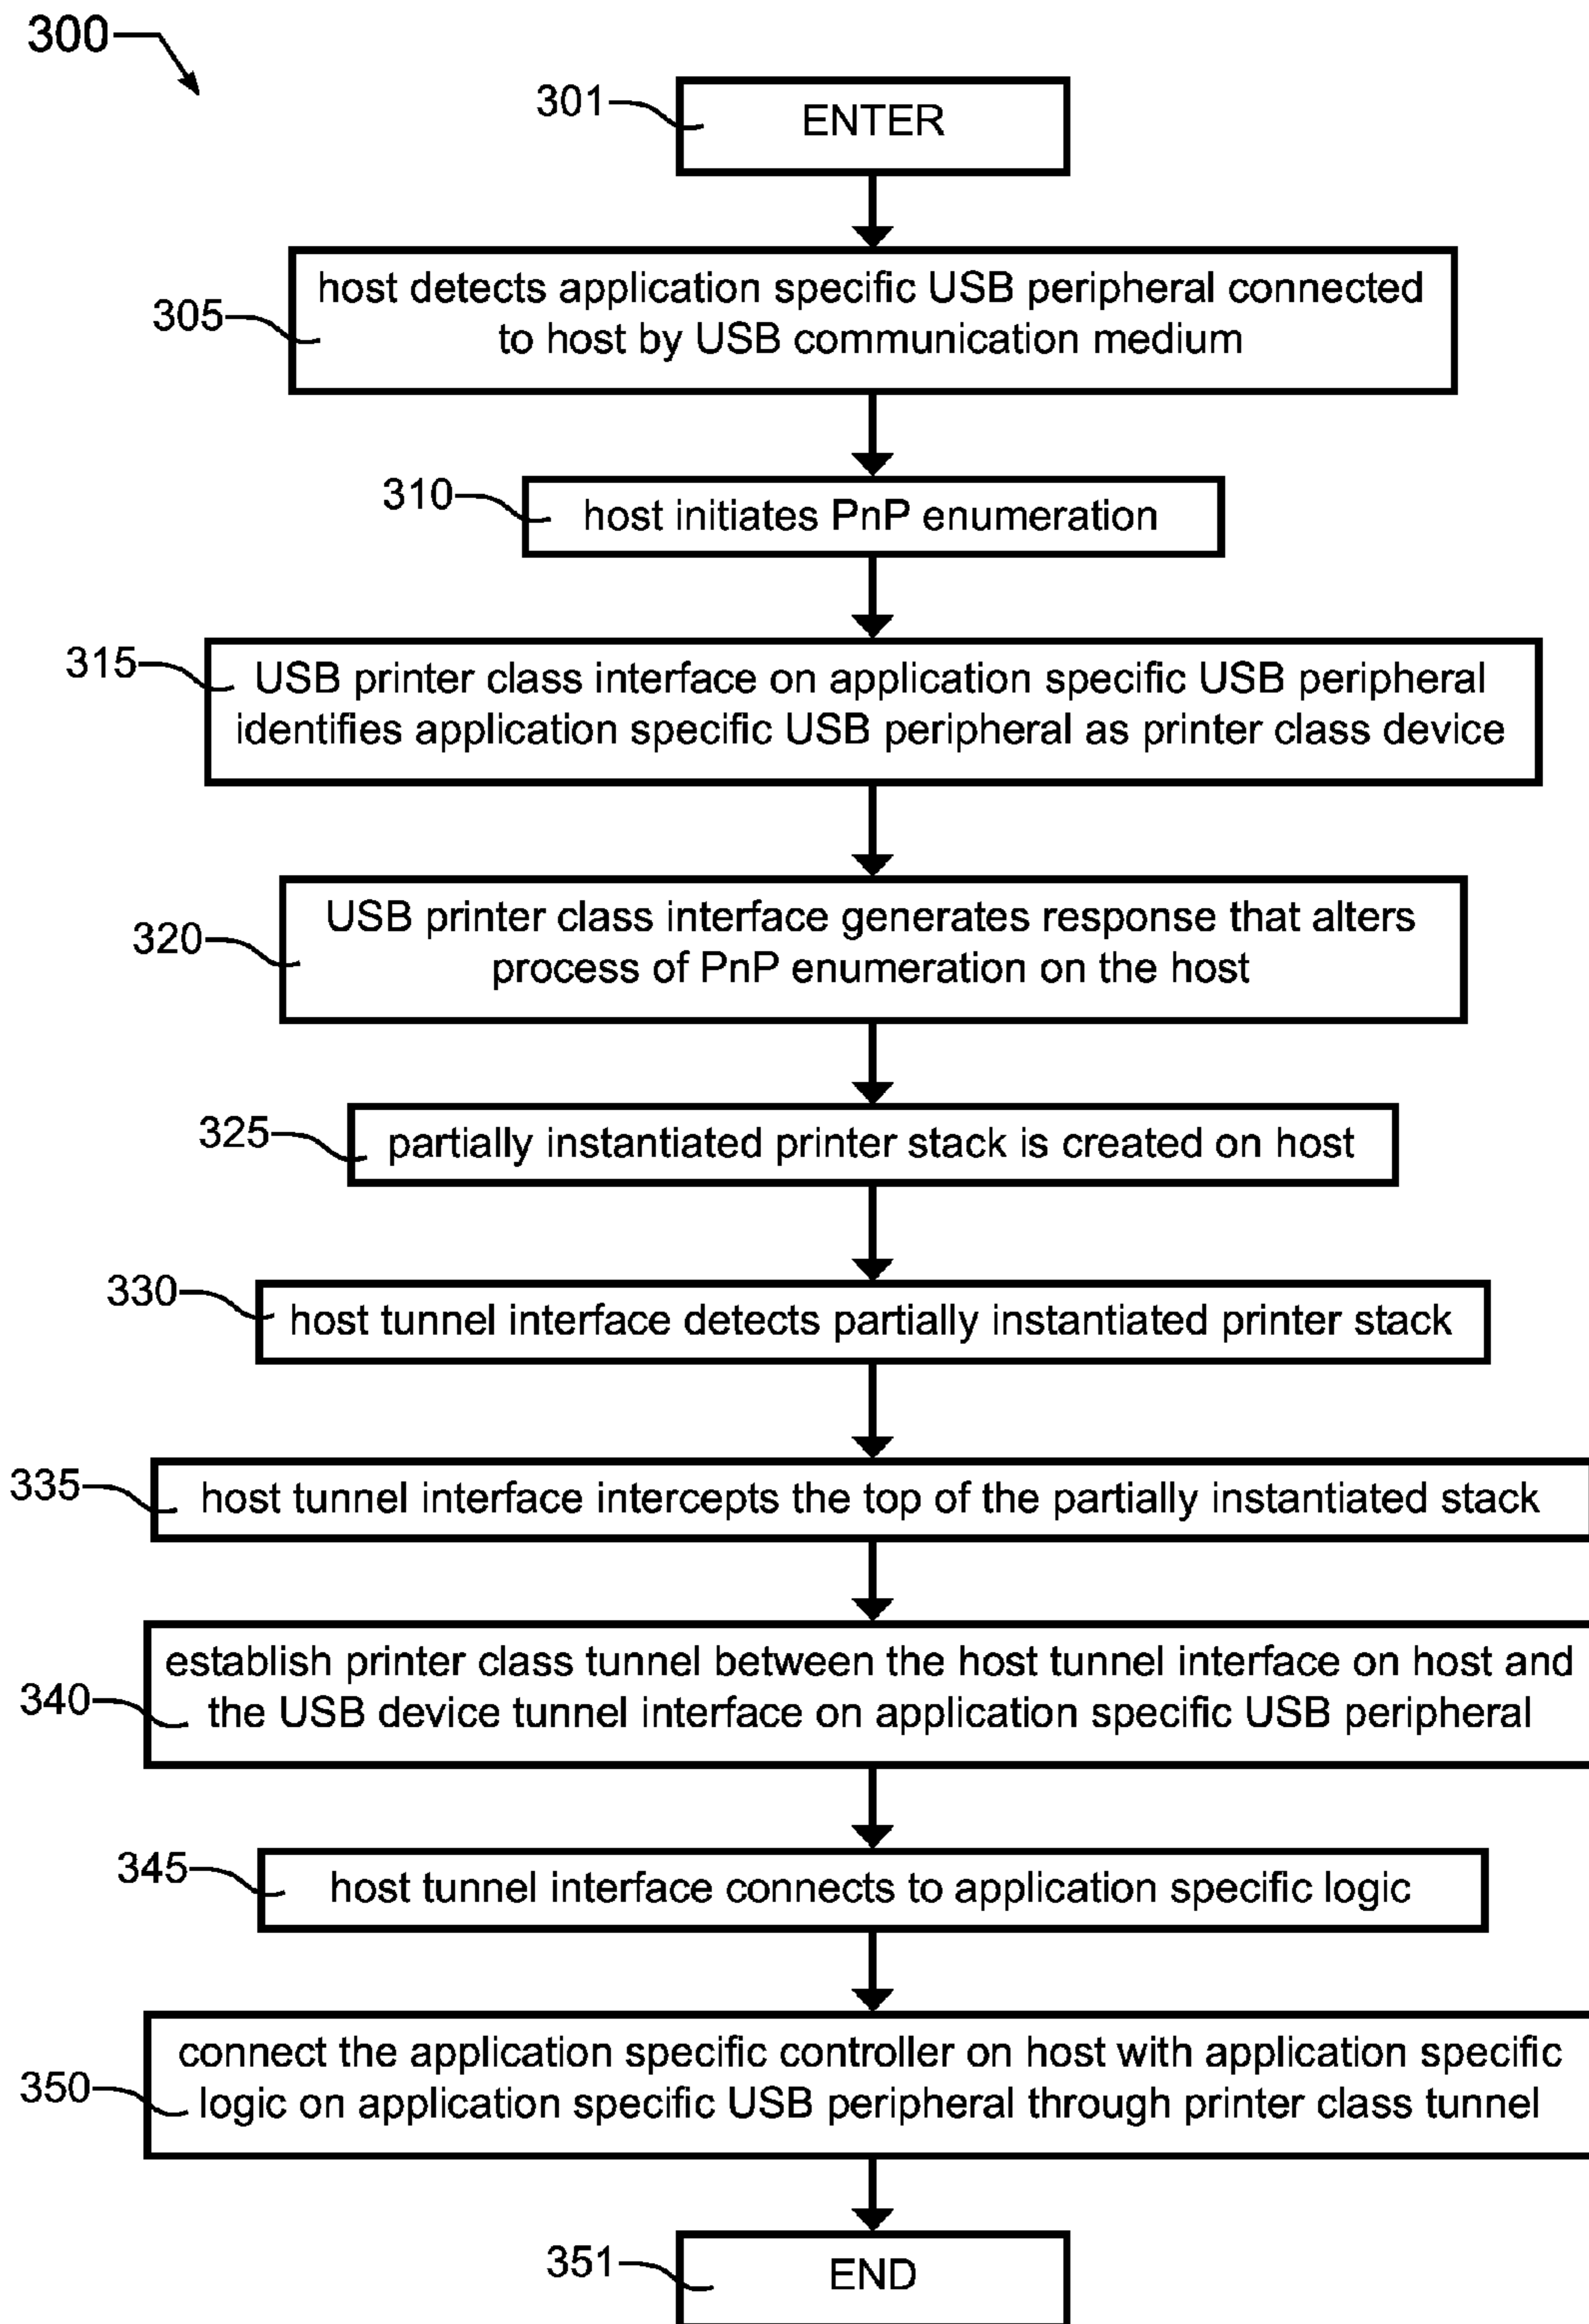 300
301
ENTER
305
host detects application specific USB peripheral connected
to host by USB communication medium
310
host initiates PnP enumeration
315
USB printer class interface on application specific USB peripheral
identifies application specific USB peripheral as printer class device
320
USB printer class interface generates response that alters
process of PnP enumeration on the host
325
partially instantiated printer stack is created on host
330
host tunnel interface detects partially instantiated printer stack
335
host tunnel interface intercepts the top of the partially instantiated stack
340
establish printer class tunnel between the host tunnel interface on host and
the USB device tunnel interface on application specific USB peripheral
345
host tunnel interface connects to application specific logic
350
connect the application specific controller on host with application specific
logic on application specific USB peripheral through printer class tunnel
351
END